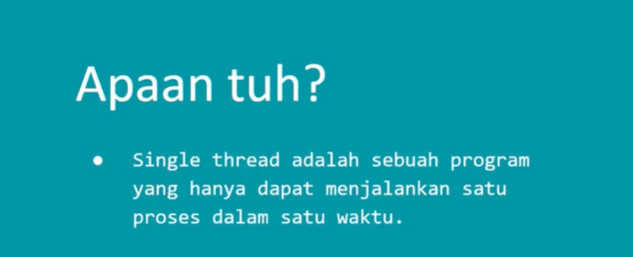 Apaan tuh?
● Single thread adalah sebuah program
yang hanya dapat menjalankan satu
proses dalam satu waktu.